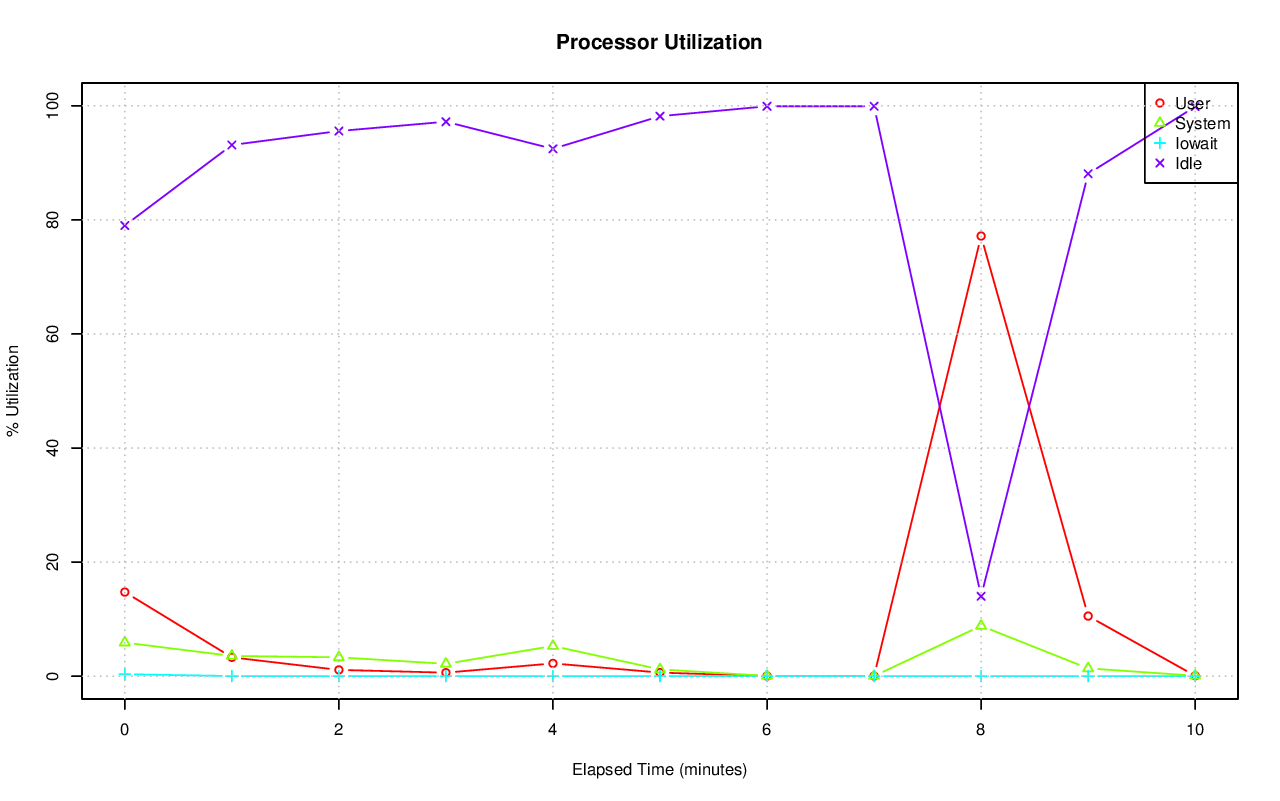 Processor Utilization
User
System
Iowait
Idle
% Utilization
100
80
60
40
20
0
0 2 4 6 8 10
Elapsed Time (minutes)